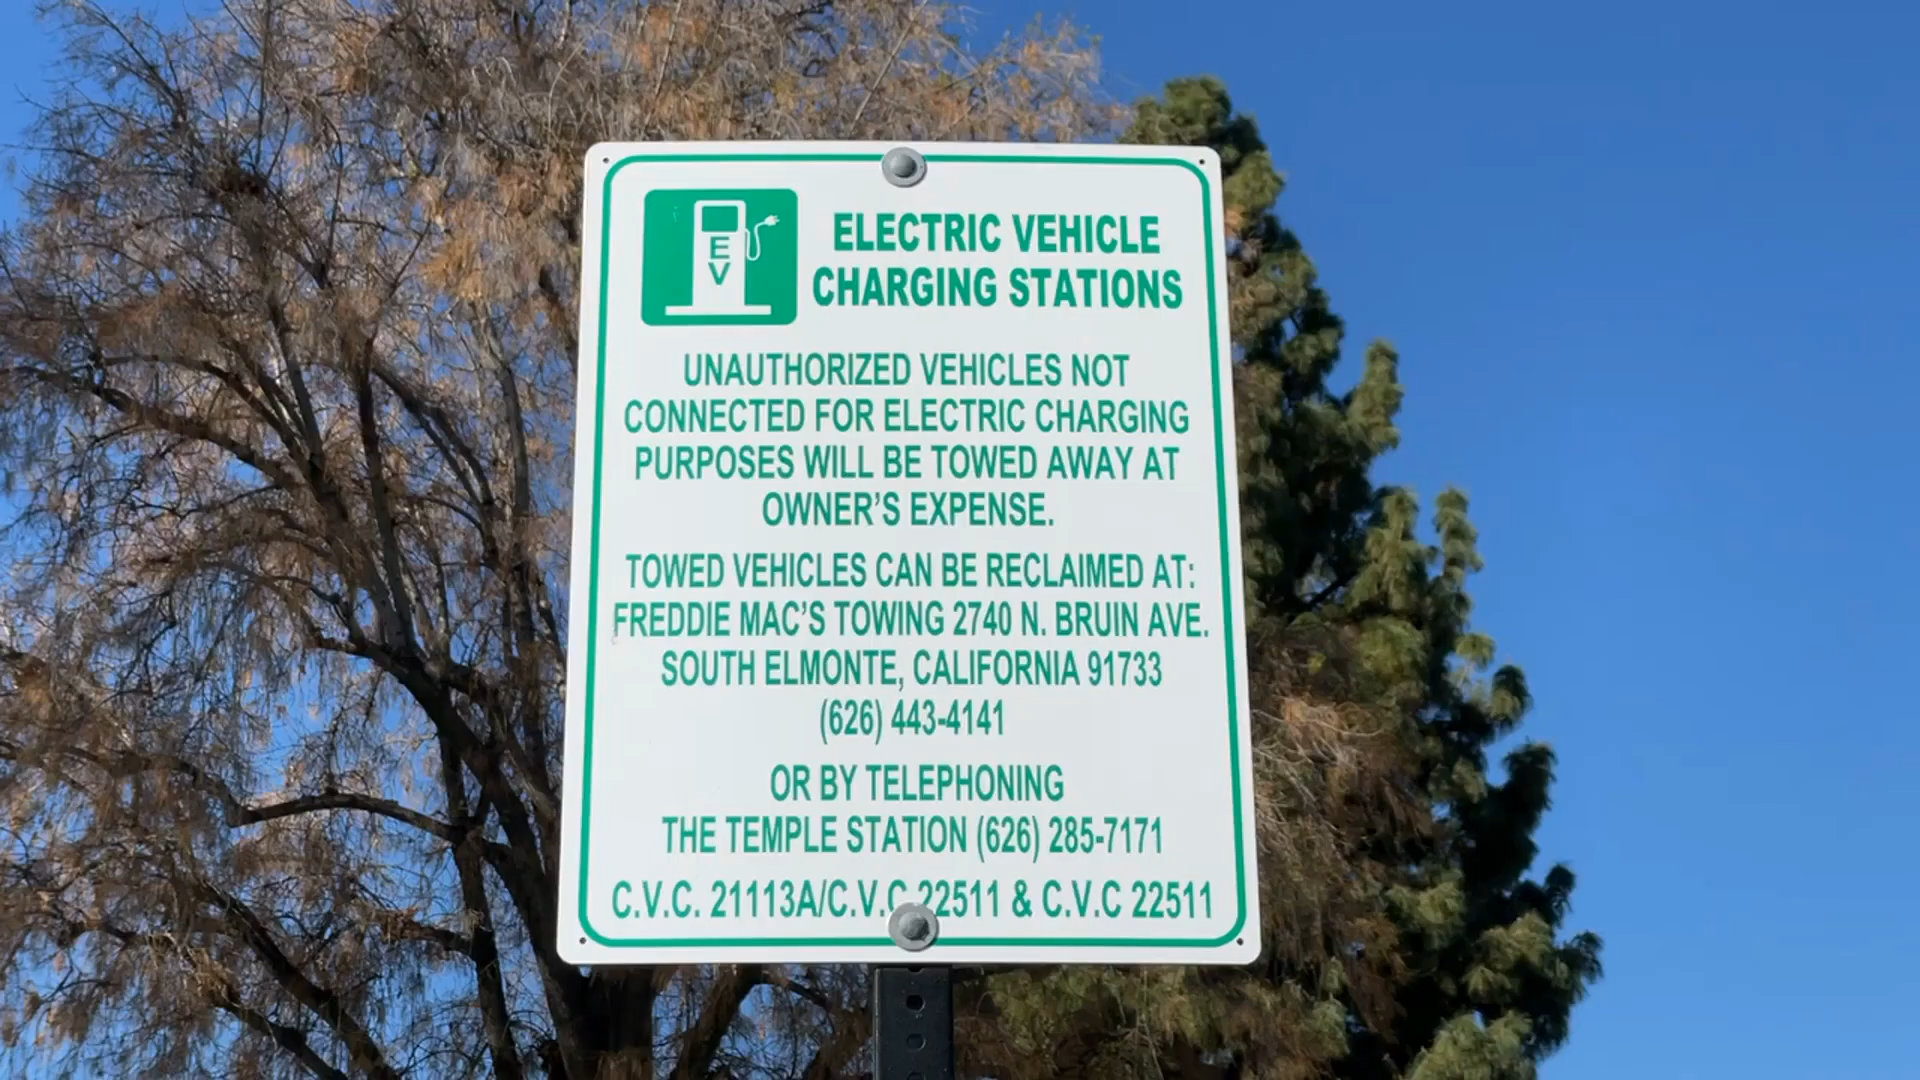 EV
ELECTRIC VEHICLE
CHARGING STATIONS
UNAUTHORIZED VEHICLES NOT
CONNECTED FOR ELECTRIC CHARGING
PURPOSES WILL BE TOWED AWAY AT
OWNER'S EXPENSE.
TOWED VEHICLES CAN BE RECLAIMED AT:
FREDDIE MAC'S TOWING 2740 N. BRUIN AVE.
SOUTH ELMONTE, CALIFORNIA 91733
(626) 443-4141
OR BY TELEPHONING
THE TEMPLE STATION (626) 285-7171
C.V.C. 21113A/C.V.C 22511 & C.V.C 22511